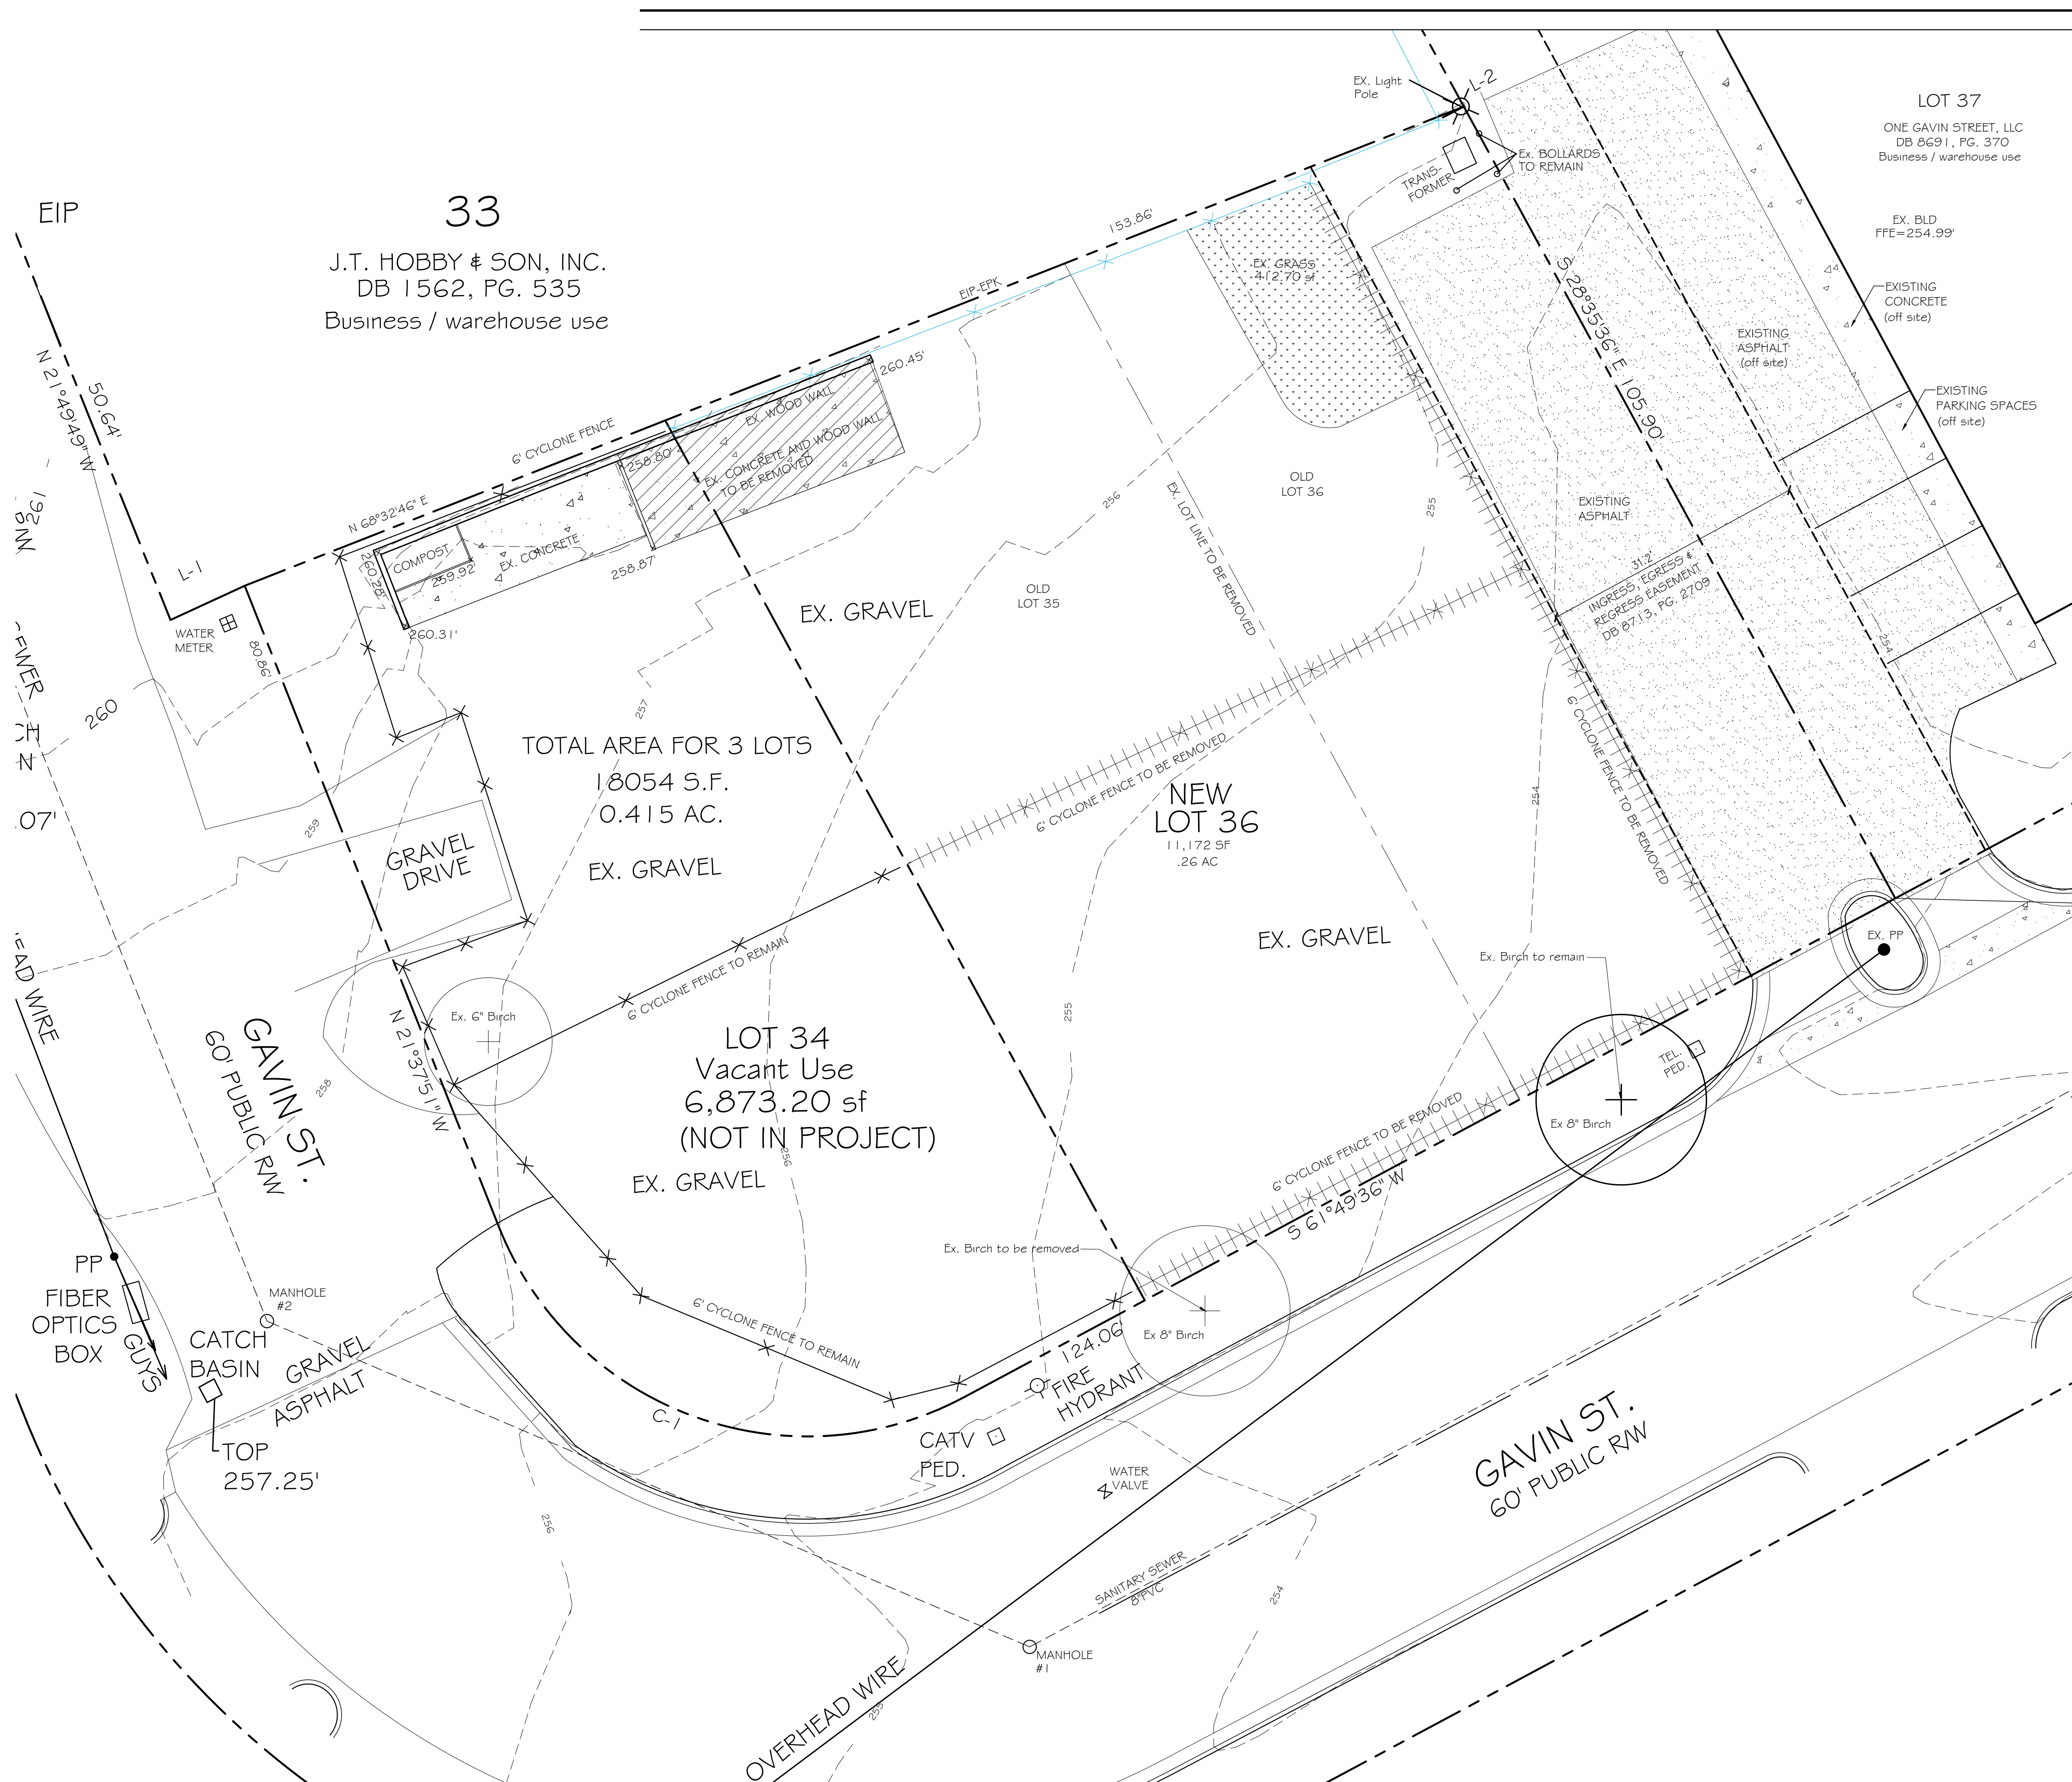 EX. Light
Pole
L-2
LOT 37
ONE GAVIN STREET, LLC
DB 8691, PG. 370
Business / warehouse use
Ex. BOLLARDS
TO REMAIN
TRANS-
FORMER
EIP
33
J.T. HOBBY & SON, INC.
DB 1562, PG. 535
Business / warehouse use
153.86'
EX. BLD
FFE=254.99'
EX. GRASS
412.70 sf
EIP-EPK
S 28°35'36" E 105.90'
EXISTING
CONCRETE
(off site)
EXISTING
ASPHALT
(off site)
N 21°49'49" W
50.64'
260.45'
EX. WOOD WALL
EXISTING
PARKING SPACES
(off site)
6' CYCLONE FENCE
258.80'
EX. CONCRETE AND WOOD WALL
TO BE REMOVED
OLD
LOT 36
256
255
EX. LOT LINE TO BE REMOVED
EXISTING
ASPHALT
261
N 68°32'46" E
COMPOST
260.28'
259.92'
EX. CONCRETE
258.87'
31.2'
INGRESS, EGRESS &
REGRESS EASEMENT
DB 8713, PG. 2709
L-1
OLD
LOT 35
EX. GRAVEL
WATER
METER
260.31'
80.86'
254
260
257
6' CYCLONE FENCE TO BE REMOVED
TOTAL AREA FOR 3 LOTS
18054 S.F.
0.415 AC.
6' CYCLONE FENCE TO BE REMOVED
NEW
LOT 36
11,172 SF
.26 AC
254
.07'
259
GRAVEL
DRIVE
EX. GRAVEL
EX. GRAVEL
EX. PP
Ex. Birch to remain
6' CYCLONE FENCE TO REMAIN
EAD WIRE
255
Ex. 6" Birch
N 21°37'51" W
LOT 34
Vacant Use
6,873.20 sf
(NOT IN PROJECT)
256
EX. GRAVEL
TEL.
PED.
Ex 8" Birch
GAVIN ST.
60' PUBLIC R/W
258
6' CYCLONE FENCE TO BE REMOVED
S 61°49'36" W
Ex. Birch to be removed
PP
FIBER
OPTICS
BOX
GUYS
MANHOLE
#2
CATCH
BASIN
GRAVEL
ASPHALT
6' CYCLONE FENCE TO REMAIN
Ex 8" Birch
124.06'
FIRE
HYDRANT
C-1
CATV
PED.
TOP
257.25'
WATER
VALVE
GAVIN ST.
60' PUBLIC R/W
256
SANITARY SEWER
8"PVC
254
MANHOLE
#1
OVERHEAD WIRE
255